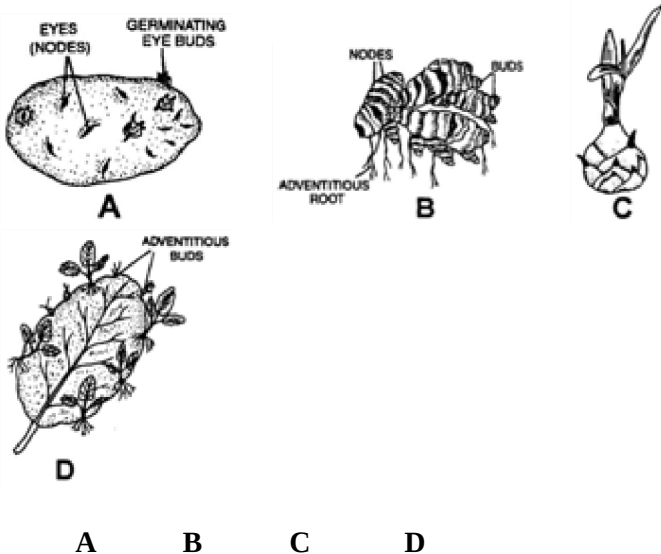 EYES
(NODES)
GERMINATING
EYE BUDS
A
NODES
BUDS
ADVENTITIOUS
ROOT
B
C
ADVENTITIOUS
BUDS
D
A B C D